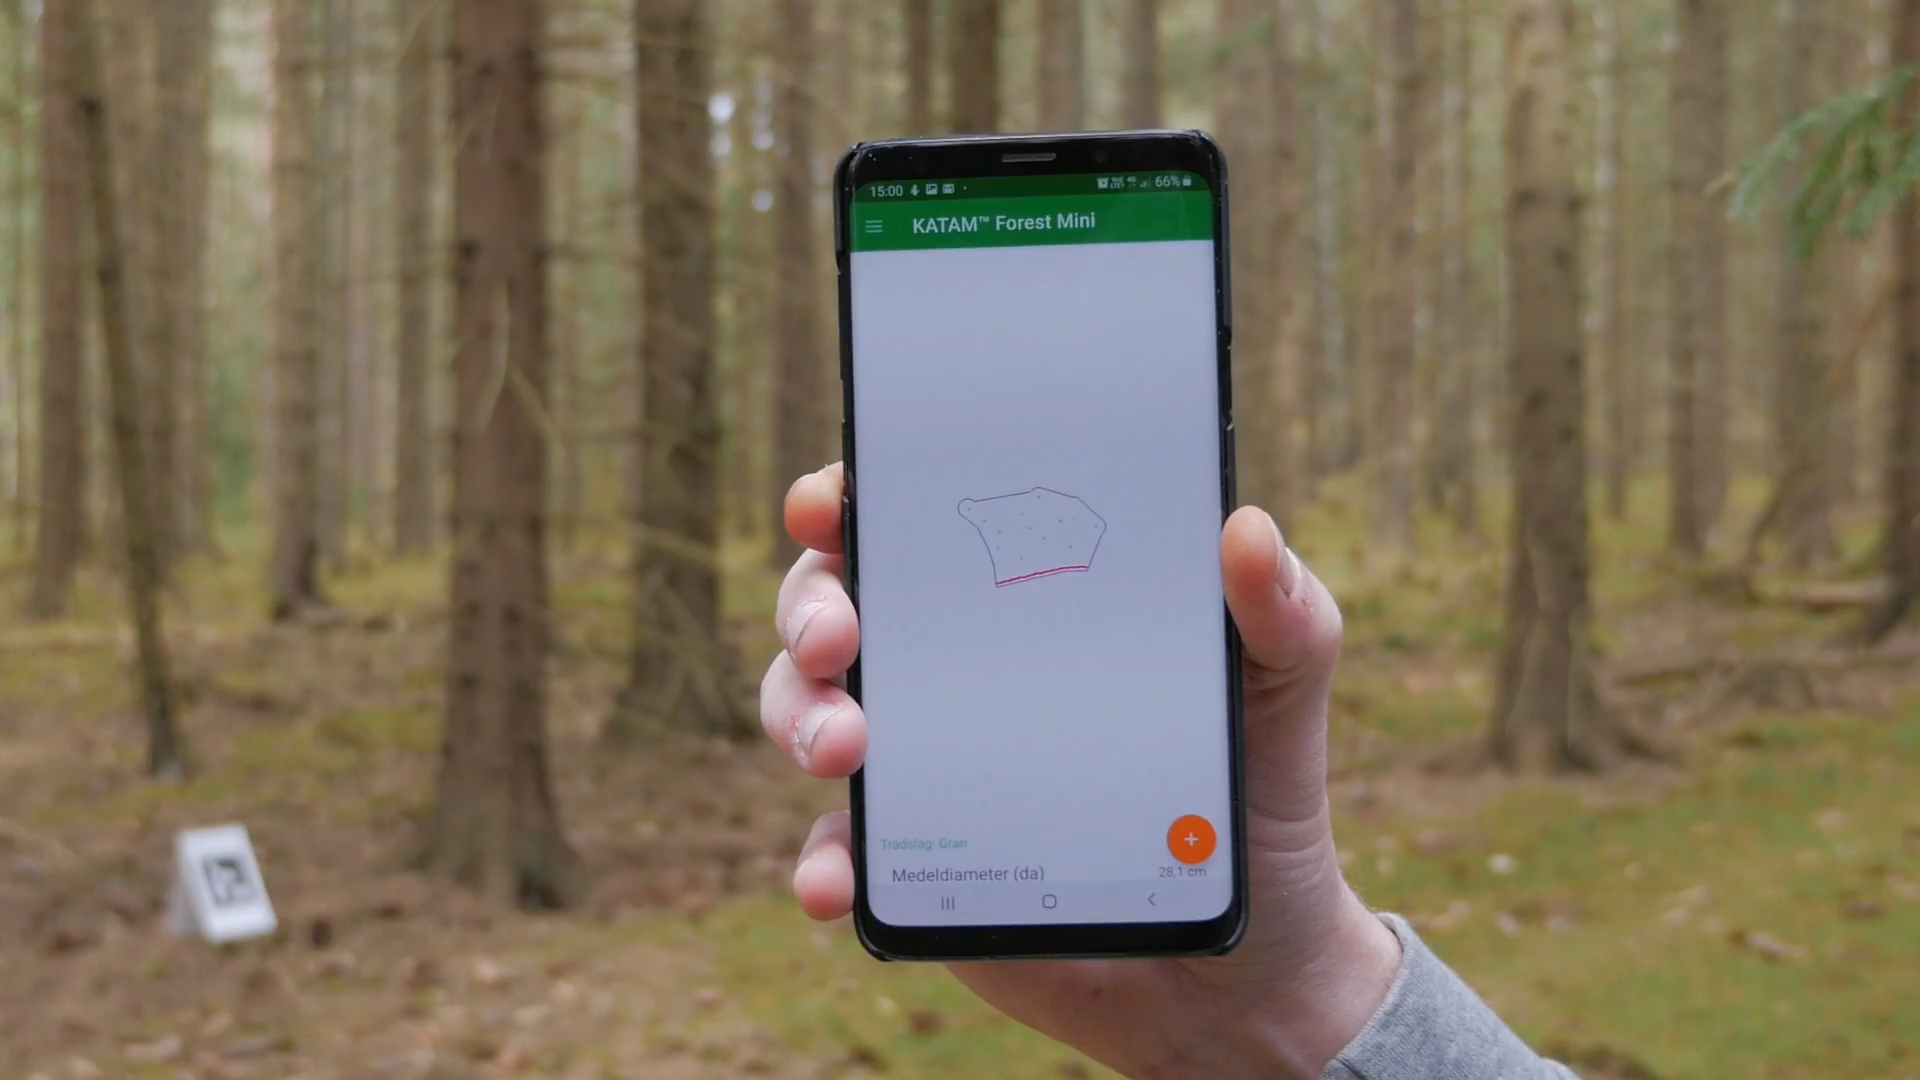 15:00
66%
KATAM™ Forest Mini
Trädslag Gran
Medeldiameter (da)
28,1 cm